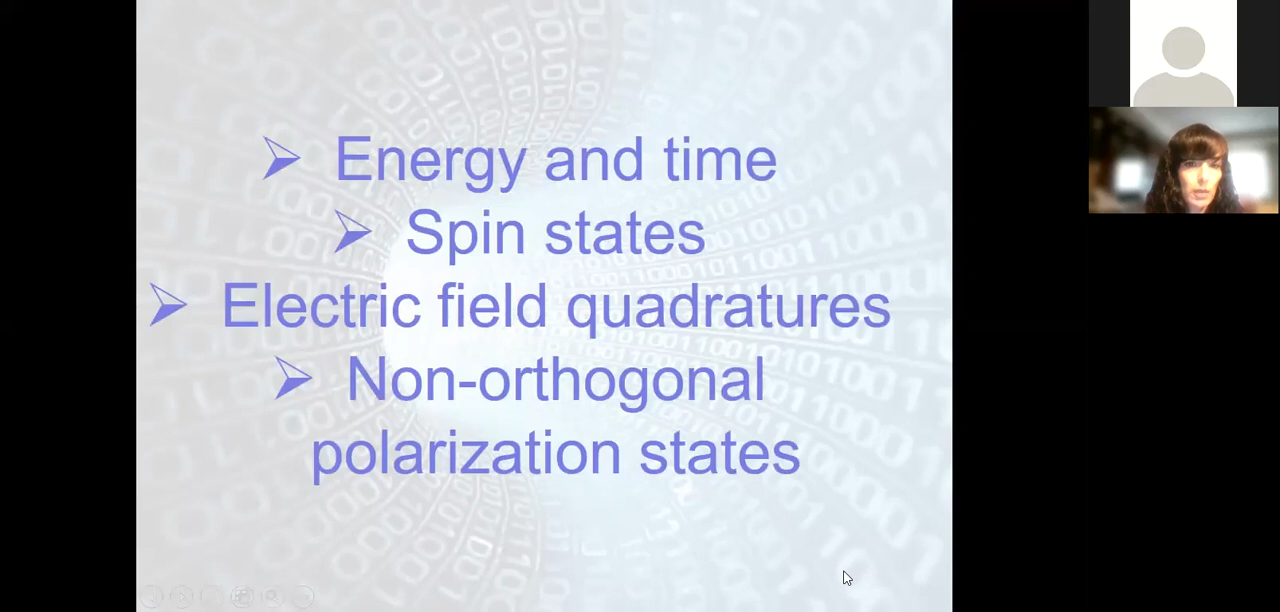 ➢ Energy and time
➢ Spin states
➢ Electric field quadratures
➢ Non-orthogonal
polarization states